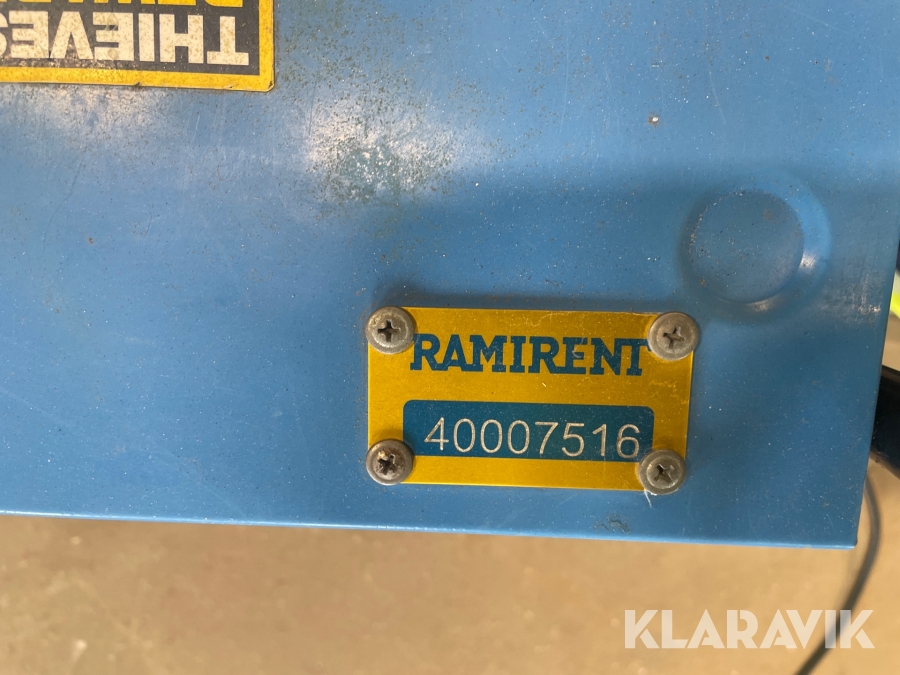 THIEVES
RAMIRENT
40007516
KLARAVIK